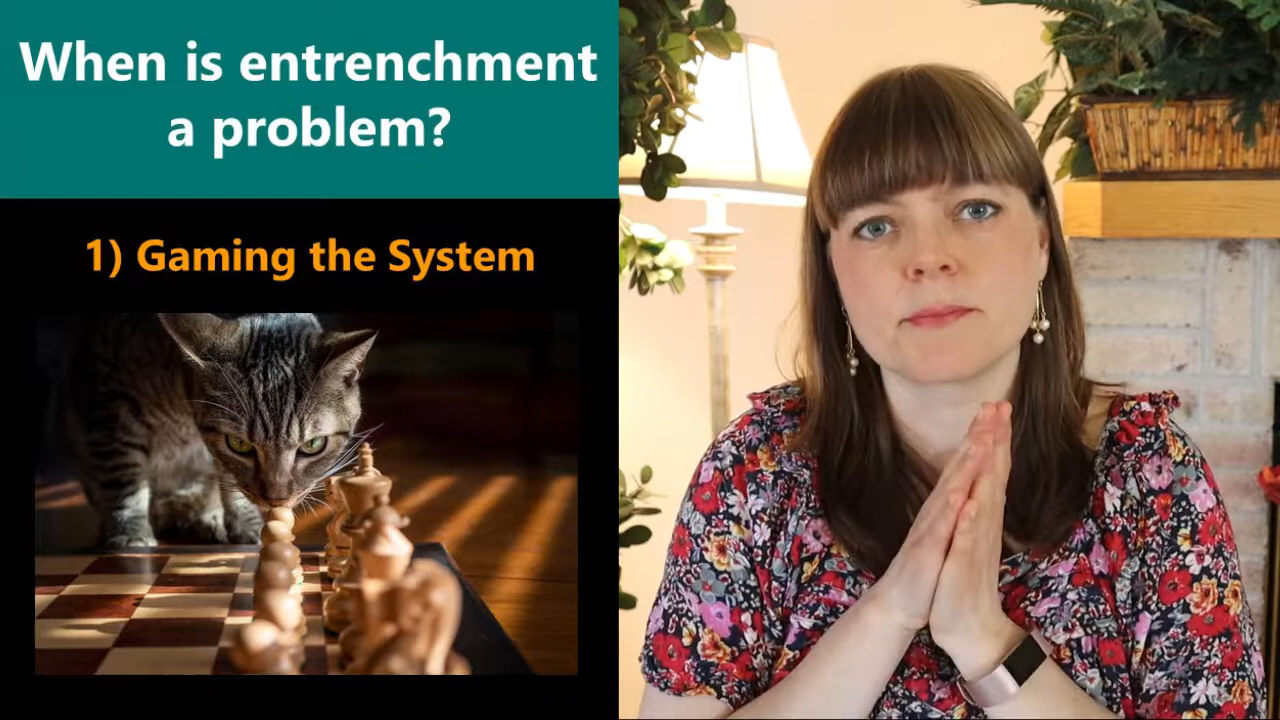 When is entrenchment
a problem?
1) Gaming the System